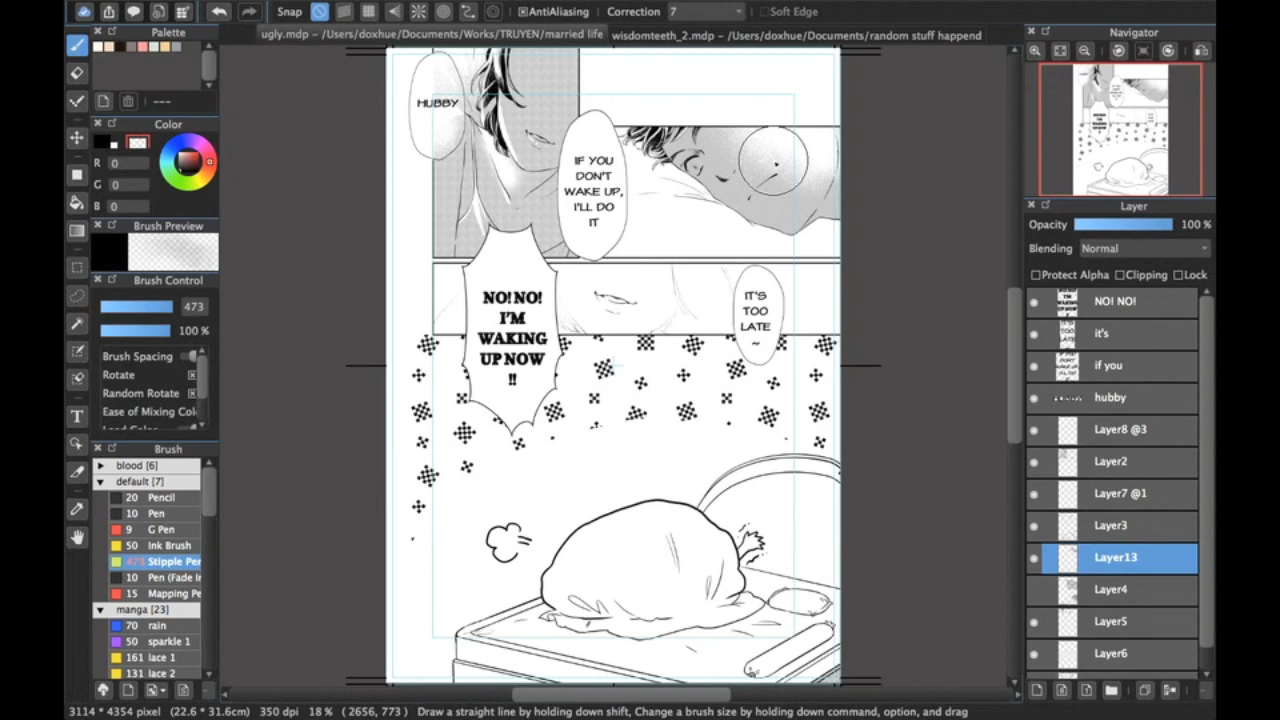 Snap
AntiAliasing
Correction
7
Soft Edge
Palette
ugly.mdp - /Users/doxhue/Documents/Works/TRUYEN/married life
wisdomteeth_2.mdp - /Users/doxhue/Documents/random stuff happend
Navigator
---
Color
R 0
G 0
B 0
Brush Preview
Brush Control
473
100 %
Brush Spacing
Rotate
Random Rotate
Ease of Mixing Colo
Brush
blood [6]
default [7]
20 Pencil
10 Pen
9 G Pen
50 Ink Brush
473 Stipple Pen
10 Pen (Fade In
15 Mapping Pe
manga [23]
70 rain
50 sparkle 1
161 lace 1
131 lace 2
HUBBY
IF YOU
DON'T
WAKE UP,
I'LL DO
IT
NO! NO!
I'M
WAKING
UP NOW
!!
IT'S
TOO
LATE
~
Layer
Opacity
100 %
Blending
Normal
Protect Alpha
Clipping
Lock
NO! NO!
it's
if you
hubby
Layer8 @3
Layer2
Layer7 @1
Layer3
Layer13
Layer4
Layer5
Layer6
3114 * 4354 pixel (22.6 * 31.6cm) 350 dpi 18 % ( 2656, 773 ) Draw a straight line by holding down shift, Change a brush size by holding down command, option, and drag